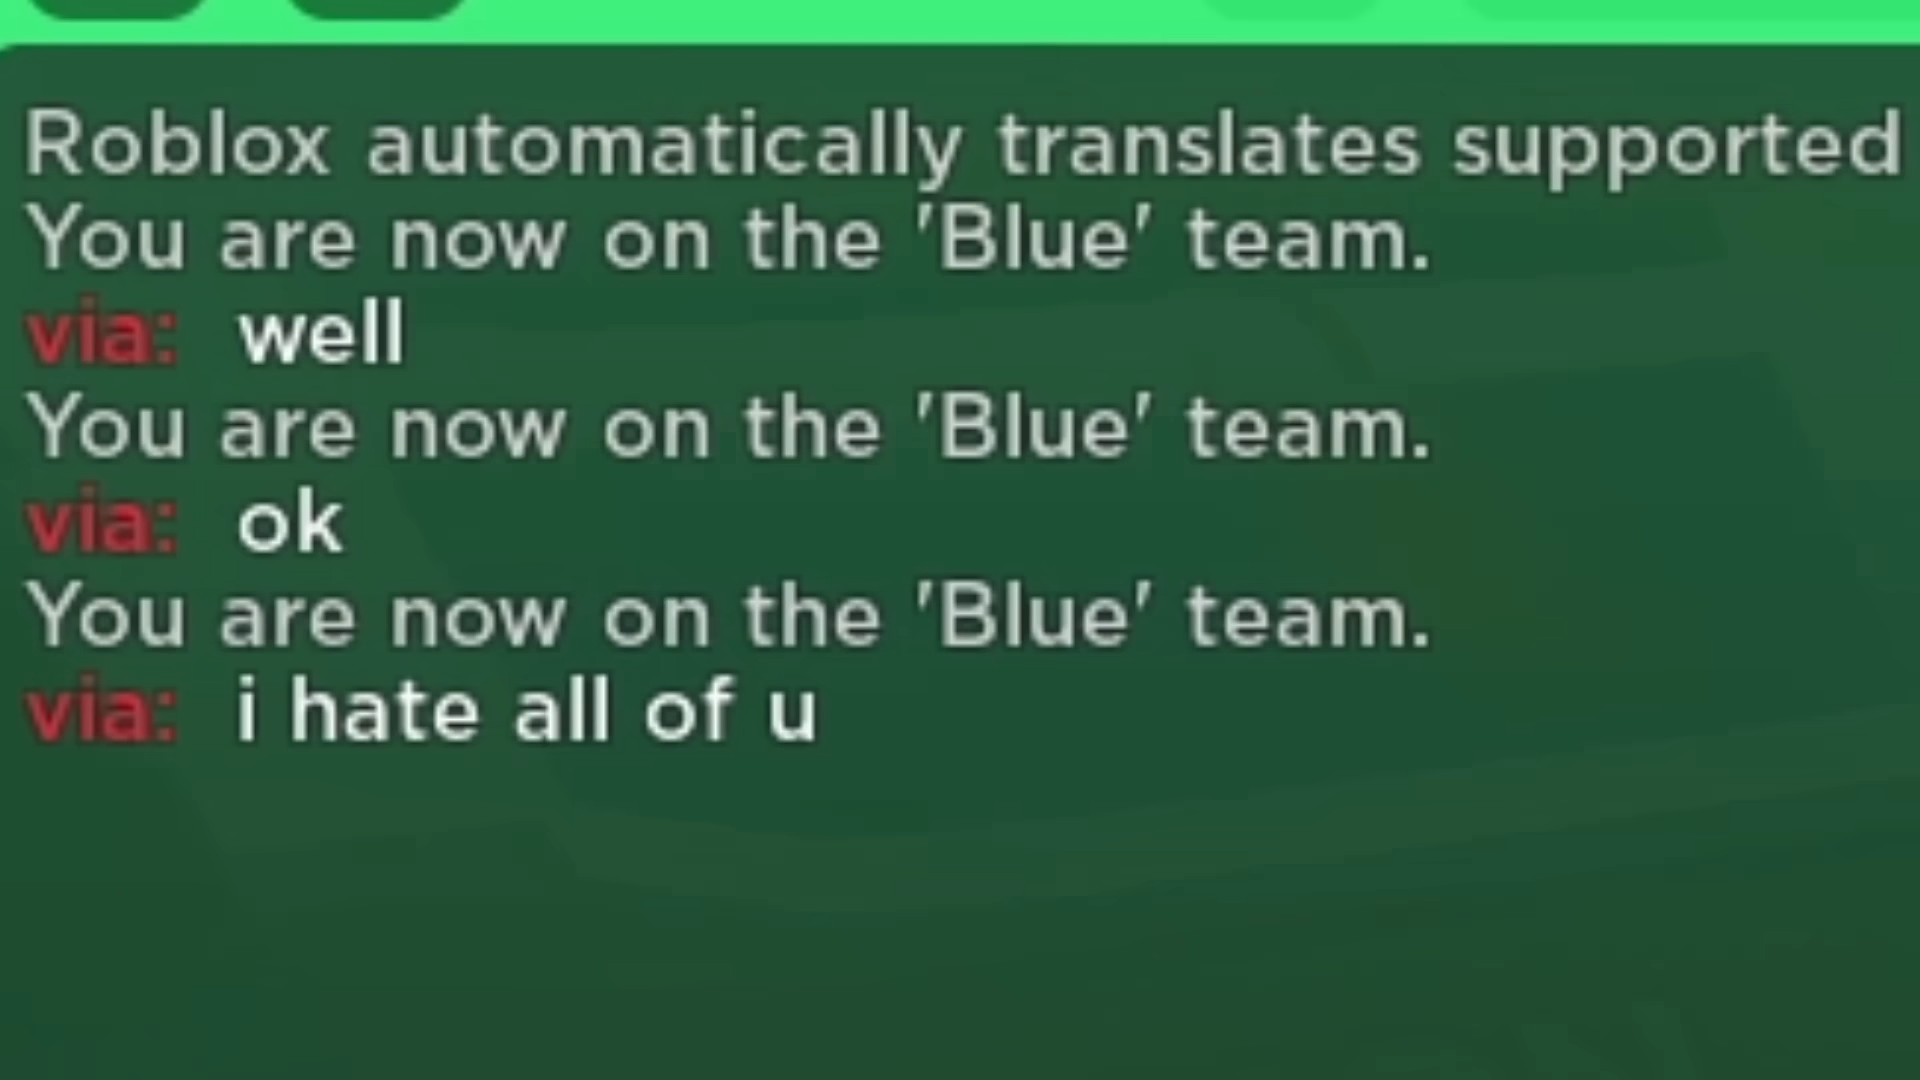 Roblox automatically translates supported
You are now on the 'Blue' team.
via: well
You are now on the 'Blue' team.
via: ok
You are now on the 'Blue' team.
via: i hate all of u